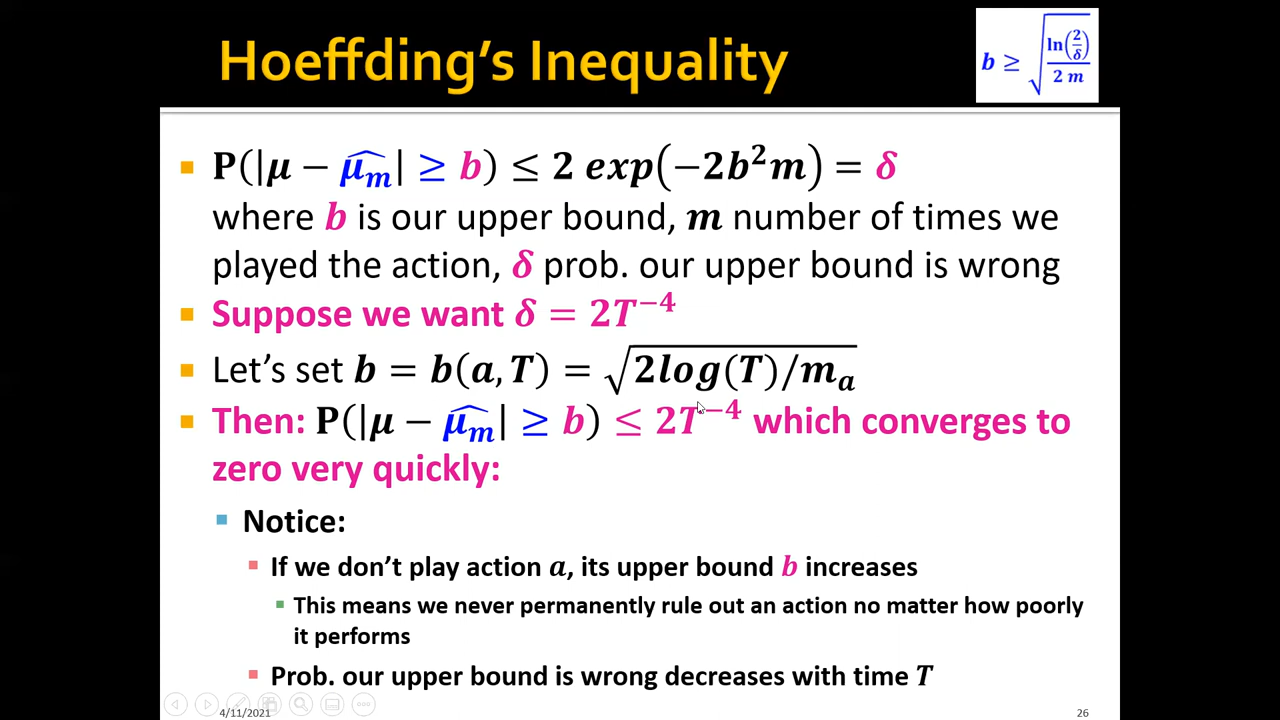 Hoeffding's Inequality
b ≥ √(ln(2/δ)/(2 m))
▪ P(|μ − μ̂_m| ≥ b) ≤ 2 exp(−2b²m) = δ
where b is our upper bound, m number of times we
played the action, δ prob. our upper bound is wrong
▪ Suppose we want δ = 2T⁻⁴
▪ Let's set b = b(a, T) = √(2log(T)/m_a)
▪ Then: P(|μ − μ̂_m| ≥ b) ≤ 2T⁻⁴ which converges to
zero very quickly:
▪ Notice:
▪ If we don't play action a, its upper bound b increases
▪ This means we never permanently rule out an action no matter how poorly
it performs
▪ Prob. our upper bound is wrong decreases with time T
4/11/2021
26